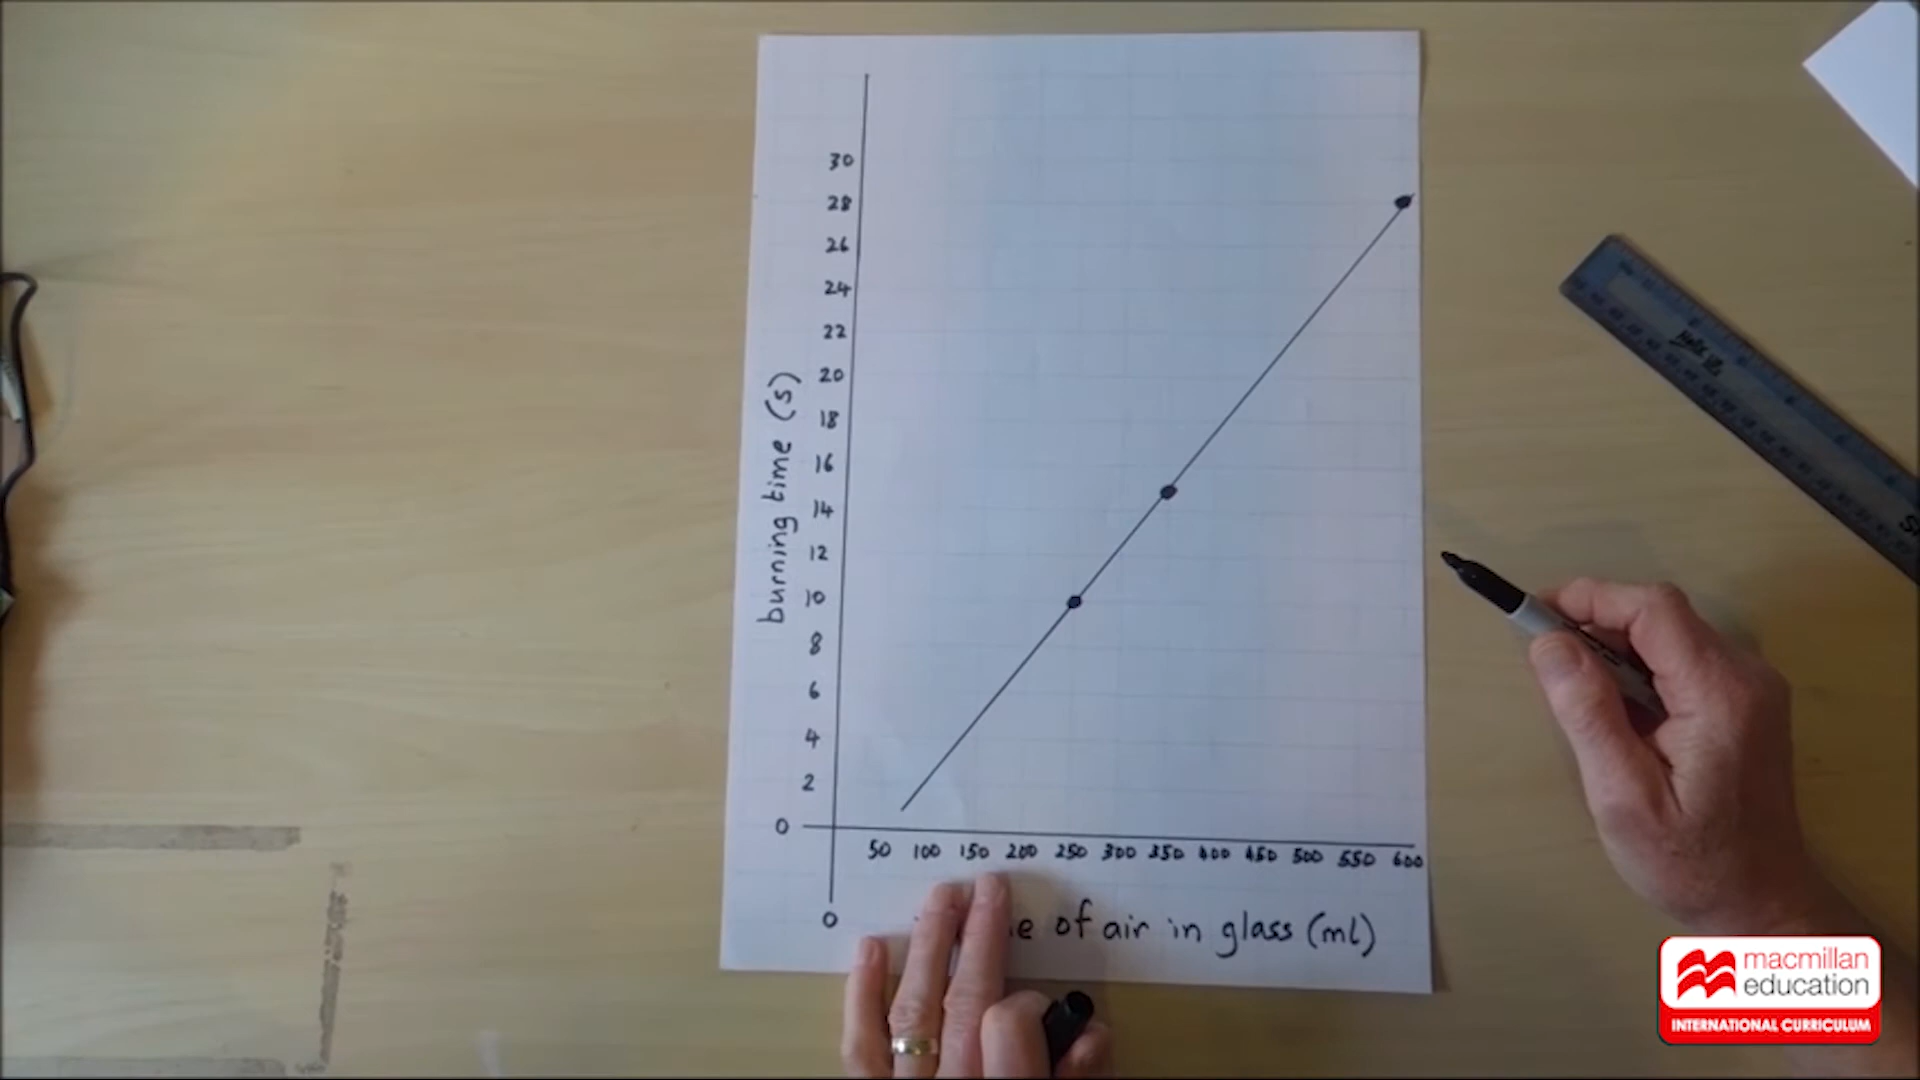 30
28
26
24
22
20
18
16
14
12
10
8
6
4
2
0
burning time (s)
50 100 150 200 250 300 350 400 450 500 550 600
0
of air in glass (ml)
macmillan
education
INTERNATIONAL CURRICULUM